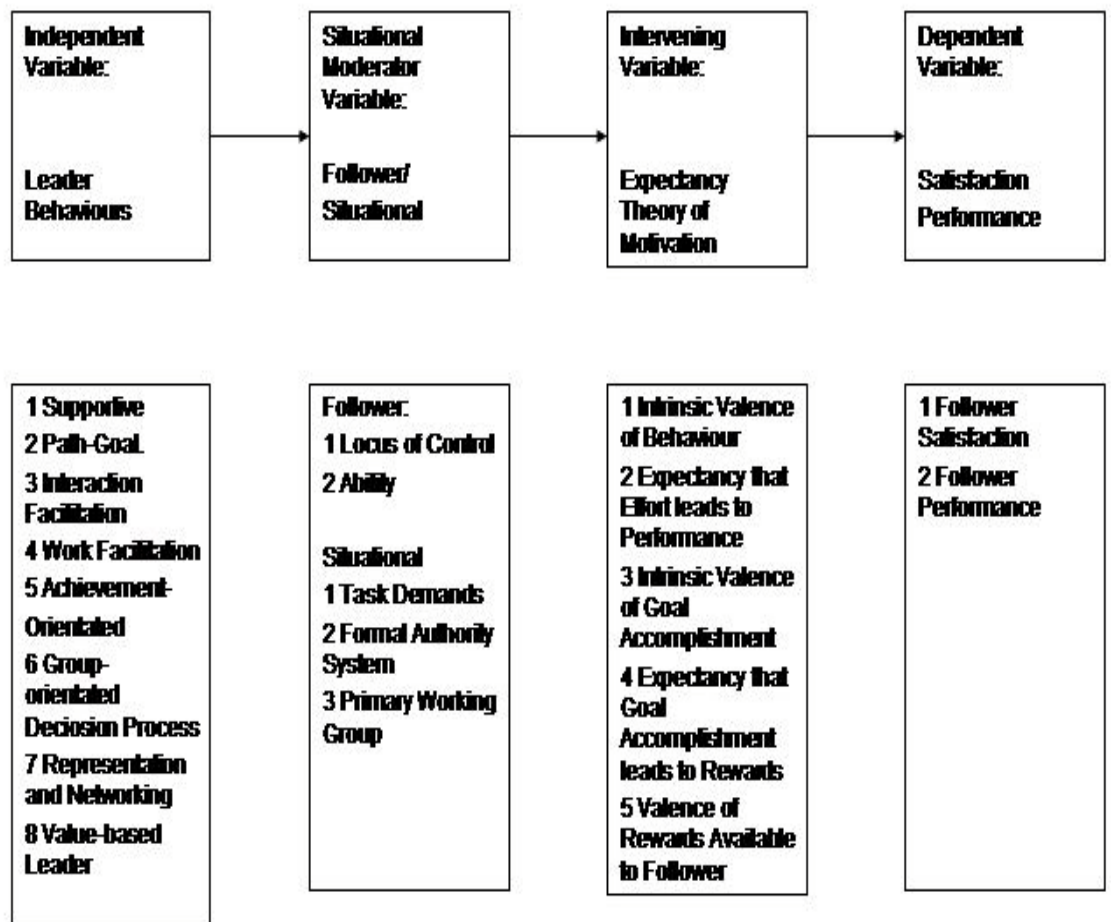 Independent
Variable:
Leader
Behaviours
Situational
Moderator
Variable:
Follower/
Situational
Intervening
Variable:
Expectancy
Theory of
Motivation
Dependent
Variable:
Satisfaction
Performance
1 Supportive
2 Path-Goal.
3 Interaction
Facilitation
4 Work Facilitation
5 Achievement-
Orientated
6 Group-
orientated
Deciosion Process
7 Representation
and Networking
8 Value-based
Leader
Follower:
1 Locus of Control
2 Ability
Situational
1 Task Demands
2 Formal Authority
System
3 Primary Working
Group
1 Intrinsic Valence
of Behaviour
2 Expectancy that
Effort leads to
Performance
3 Intrinsic Valence
of Goal
Accomplishment
4 Expectancy that
Goal
Accomplishment
leads to Rewards
5 Valence of
Rewards Available
to Follower
1 Follower
Satisfaction
2 Follower
Performance